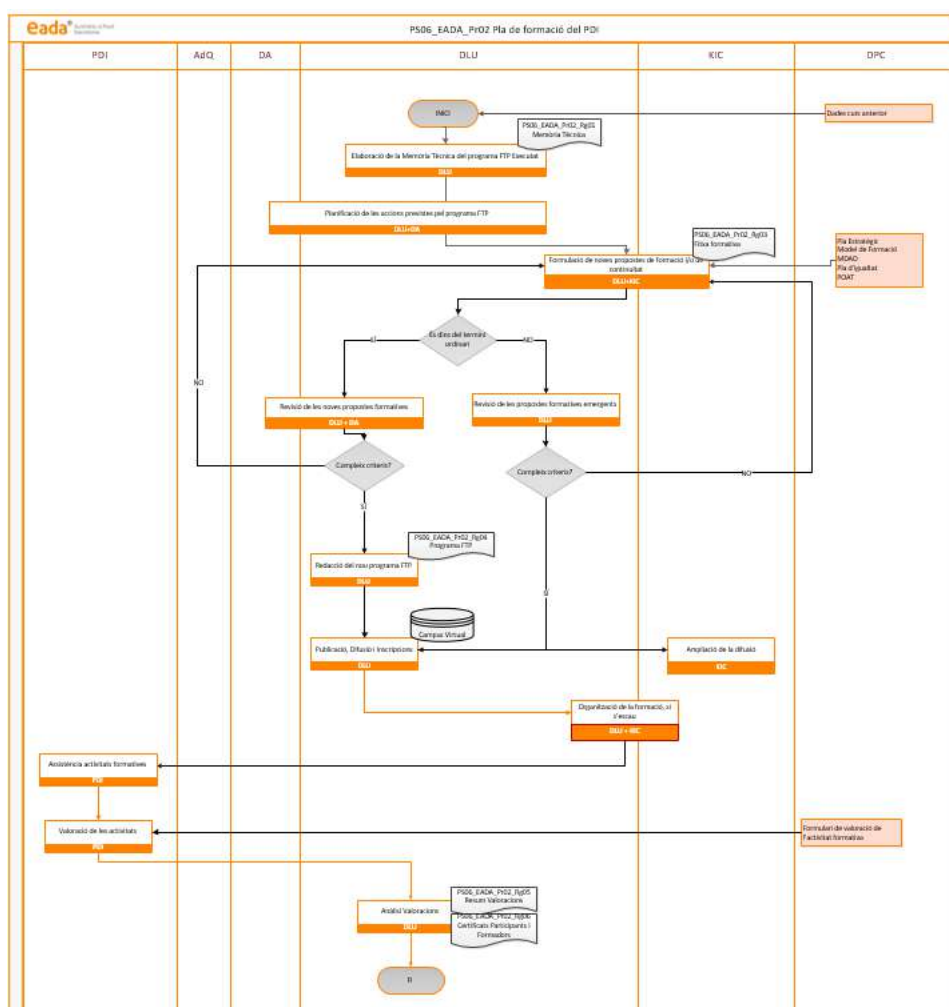 eada
PS06_EADA_Pr02 Pla de formació del PDI
PDI
AdQ
DA
DLU
KIC
DPC
INICI
Dades curs anterior
PS06_EADA_Pr02_Rg01
Memòria Tècnica
Elaboració de la Memòria Tècnica del programa FTP Executat
DLU
Planificació de les accions previstes pel programa FTP
DLU+DA
PS06_EADA_Pr02_Rg03
Fitxa formativa
Pla Estratègic
Model de Formació
MDAD
Pla d'igualtat
POAT
Formulació de noves propostes de formació i/o de
continuïtat
DLU+KIC
Es dins del termini
ordinari
SÍ
NO
NO
Revisió de les noves propostes formatives
DLU + DA
Revisió de les propostes formatives emergents
DLU
Compleix criteris?
Compleix criteris?
NO
SÍ
PS06_EADA_Pr02_Rg04
Programa FTP
Redacció del nou programa FTP
DLU
SÍ
Campus Virtual
Publicació, Difusió i Inscripcions
DLU
Ampliació de la difusió
KIC
Organització de la formació, si
s'escau
DLU + KIC
Assistència activitats formatives
PDI
Valoració de les activitats
PDI
Formulari de valoració de
l'activitat formativa
PS06_EADA_Pr02_Rg05
Resum Valoracions
Anàlisi Valoracions
DLU
PS06_EADA_Pr02_Rg06
Certificats Participants i
Formadors
FI